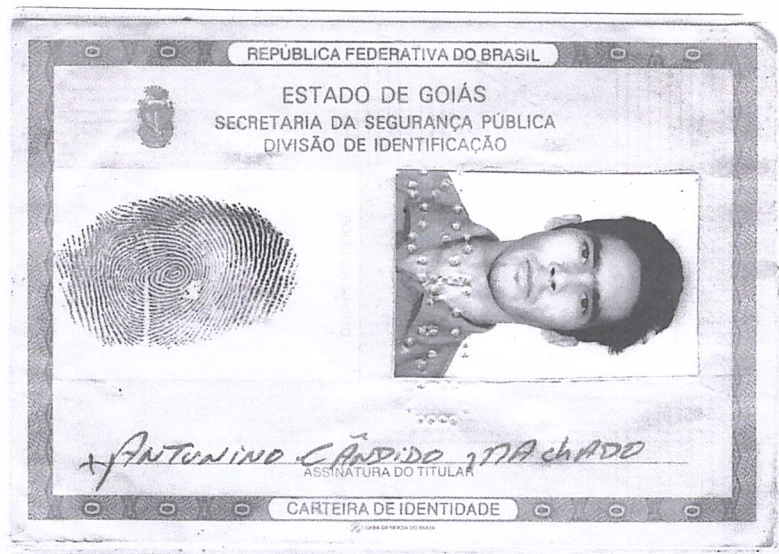 REPÚBLICA FEDERATIVA DO BRASIL
ESTADO DE GOIÁS
SECRETARIA DA SEGURANÇA PÚBLICA
DIVISÃO DE IDENTIFICAÇÃO
ANTUNINO CÂNDIDO MAchADO
ASSINATURA DO TITULAR
CARTEIRA DE IDENTIDADE